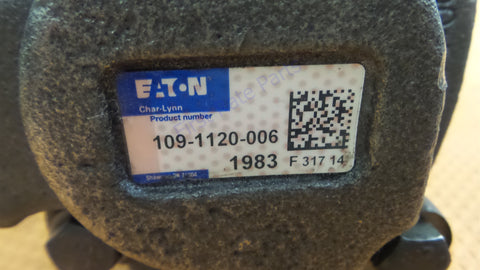 EATON
Char-Lynn
Product number
109-1120-006
1983 F 317 14